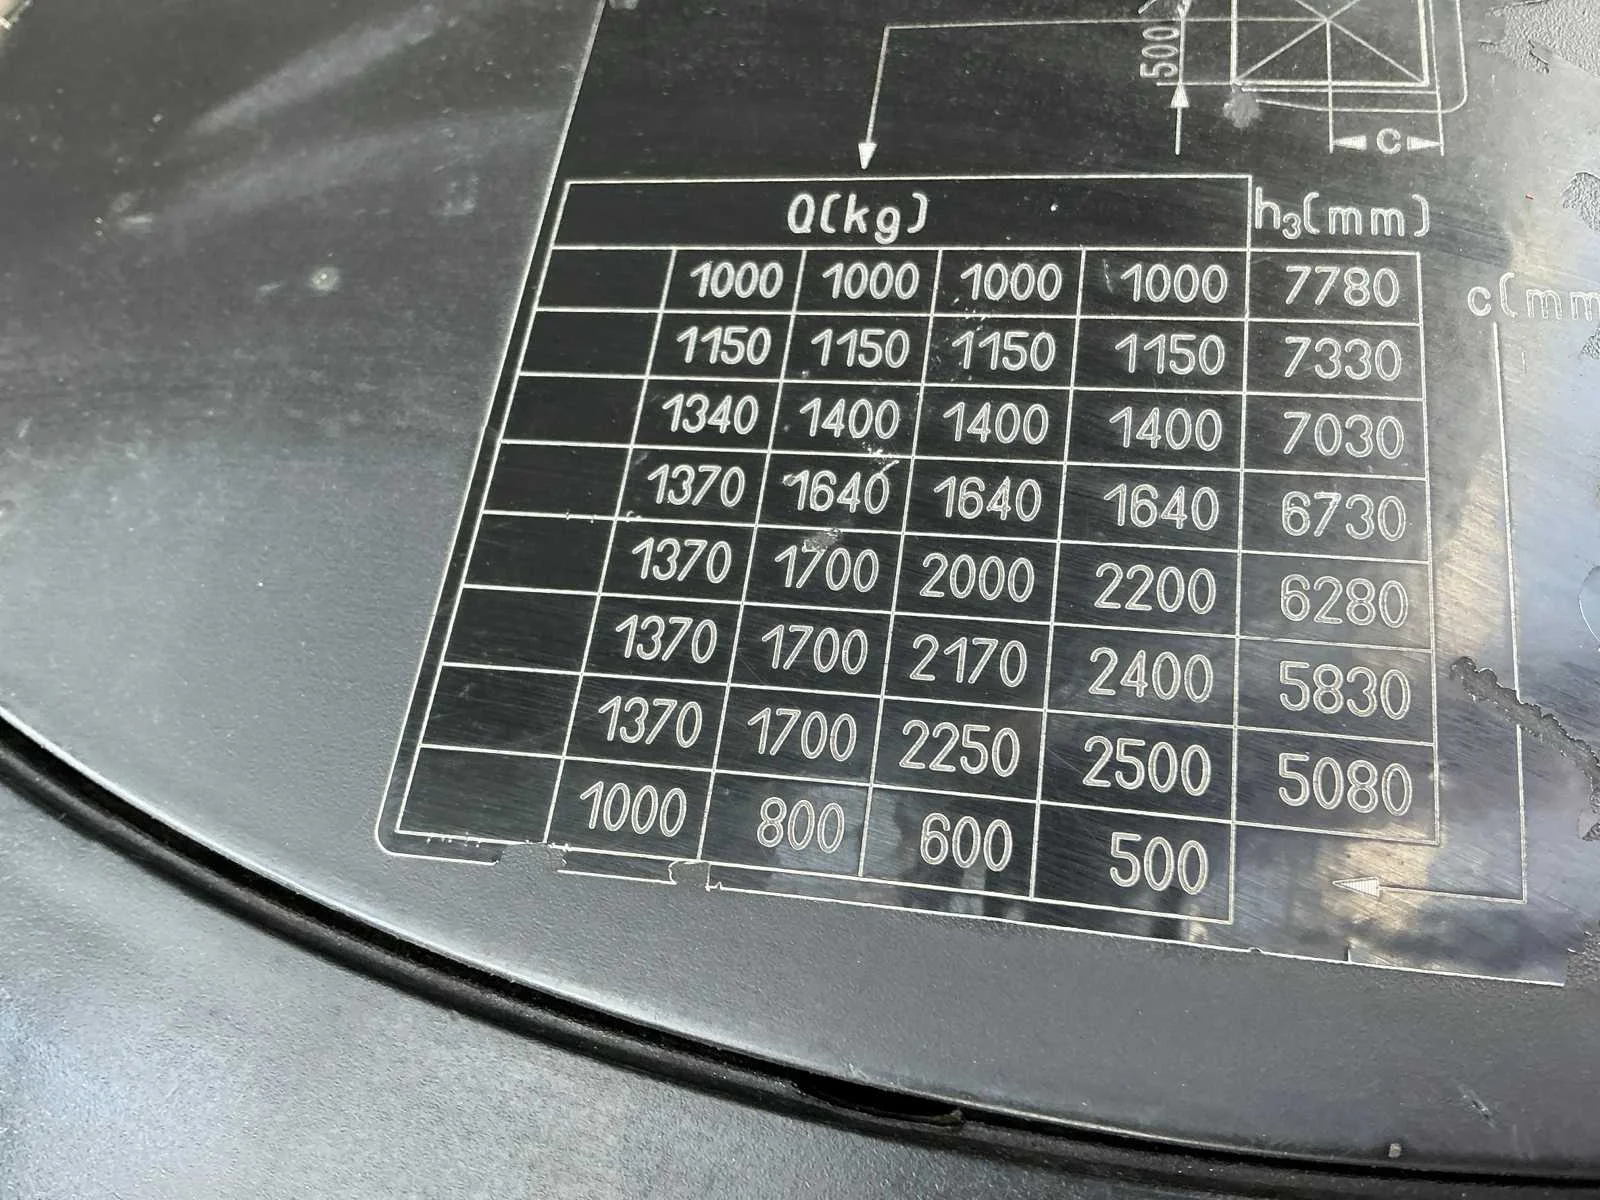 500
c
Q(kg) h₃(mm)
1000 1000 1000 1000 7780
c(mm
1150 1150 1150 1150 7330
1340 1400 1400 1400 7030
1370 1640 1640 1640 6730
1370 1700 2000 2200 6280
1370 1700 2170 2400 5830
1370 1700 2250 2500 5080
1000 800 600 500